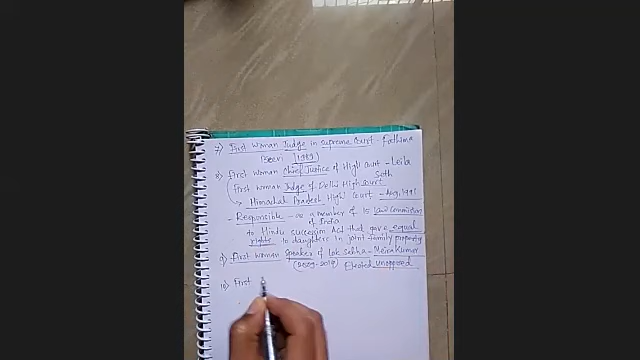 7) First Woman Judge in supreme court - Fathima
Beevi (1989)
8) First Woman Chief Justice of High court - Leila
Seth
First Woman Judge of Delhi High court
Himachal Pradesh High Court - Aug, 1991
- Responsible - as a member of 15 Law Commission
of India
to Hindu succession Act that gave equal
rights to daughters in joint family property
9) First Woman Speaker of Lok sabha - Meira Kumar
(2009-2014) Elected unopposed
10) First